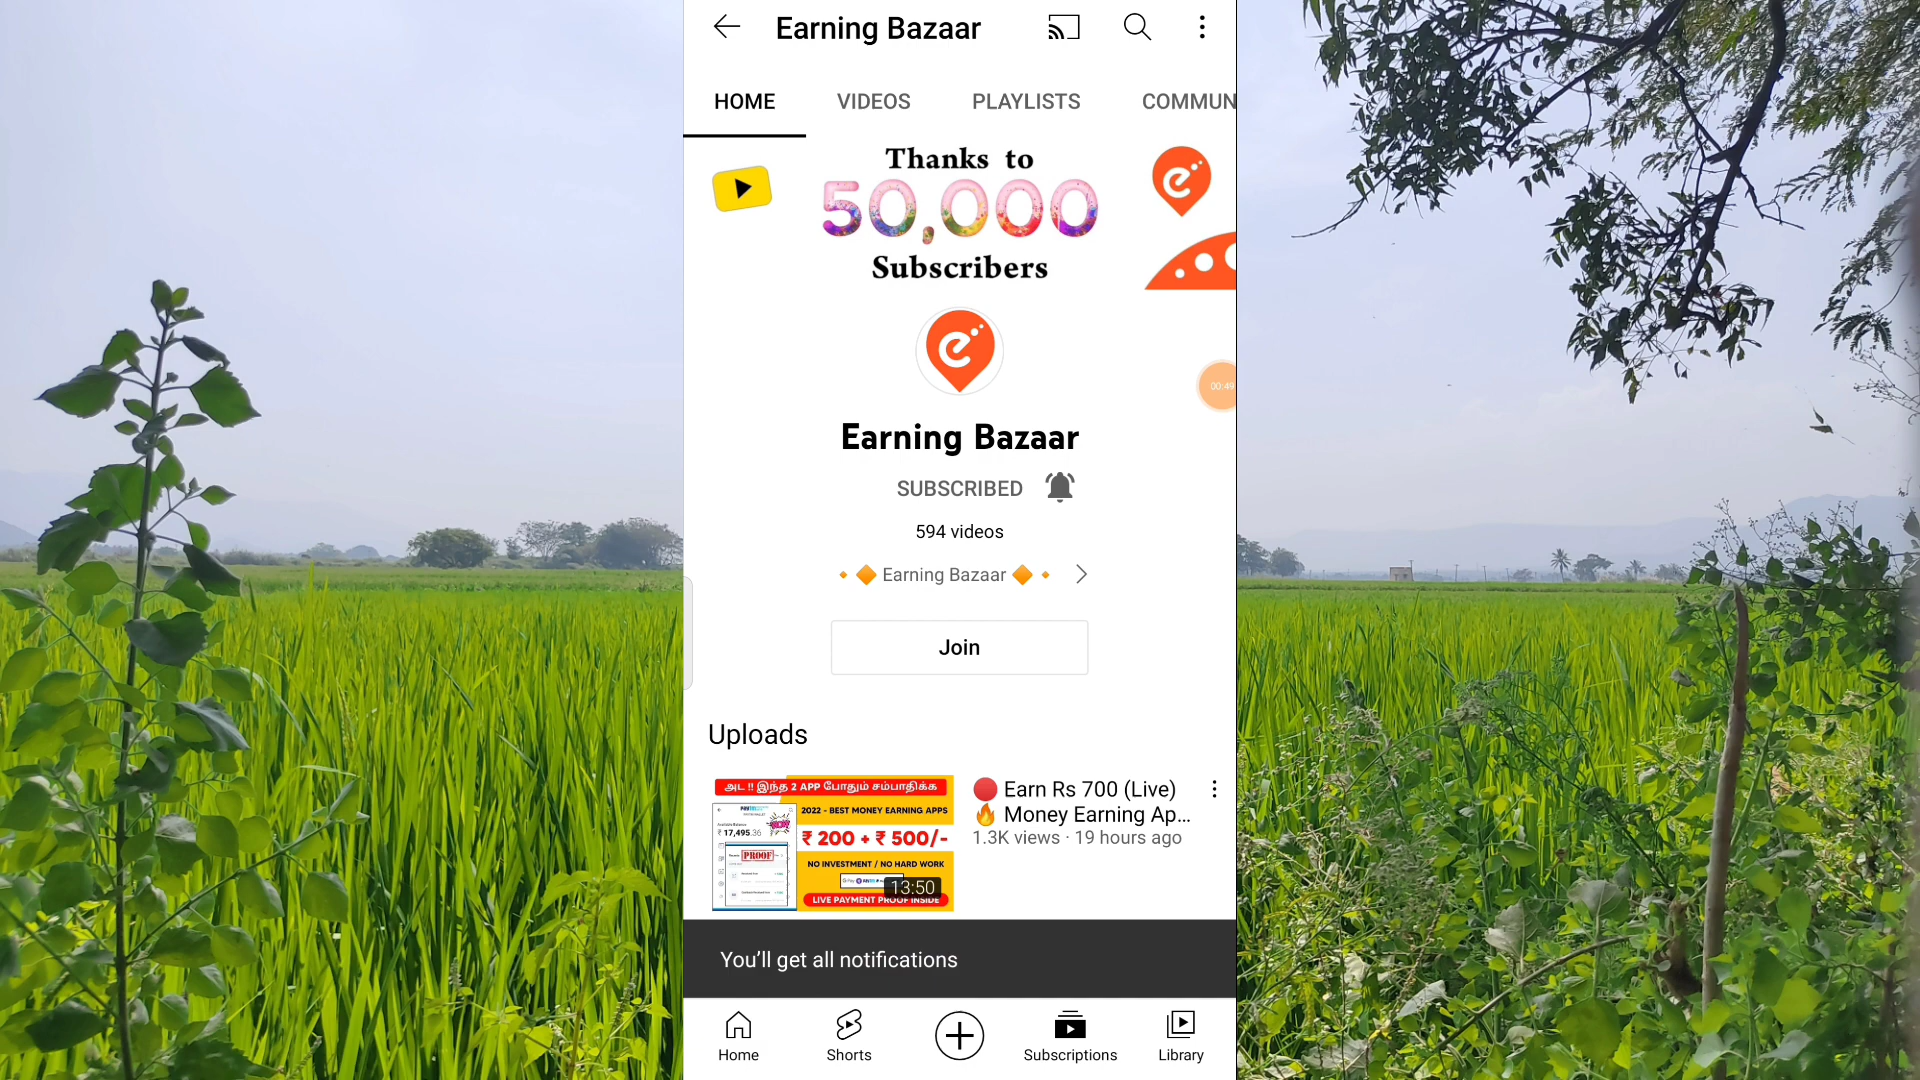 Earning Bazaar
HOME VIDEOS PLAYLISTS COMMUN
Thanks to
50,000
Subscribers
e
00:49
Earning Bazaar
SUBSCRIBED
594 videos
🔸🔶 Earning Bazaar 🔶🔸
Join
Uploads
அட !! இந்த 2 APP போதும் சம்பாதிக்க
2022 - BEST MONEY EARNING APPS
₹ 17,495.36
PROOF
₹ 200 + ₹ 500/-
NO INVESTMENT / NO HARD WORK
13:50
LIVE PAYMENT PROOF INSIDE
🔴 Earn Rs 700 (Live)
🔥 Money Earning Ap...
1.3K views · 19 hours ago
You'll get all notifications
Home Shorts Subscriptions Library